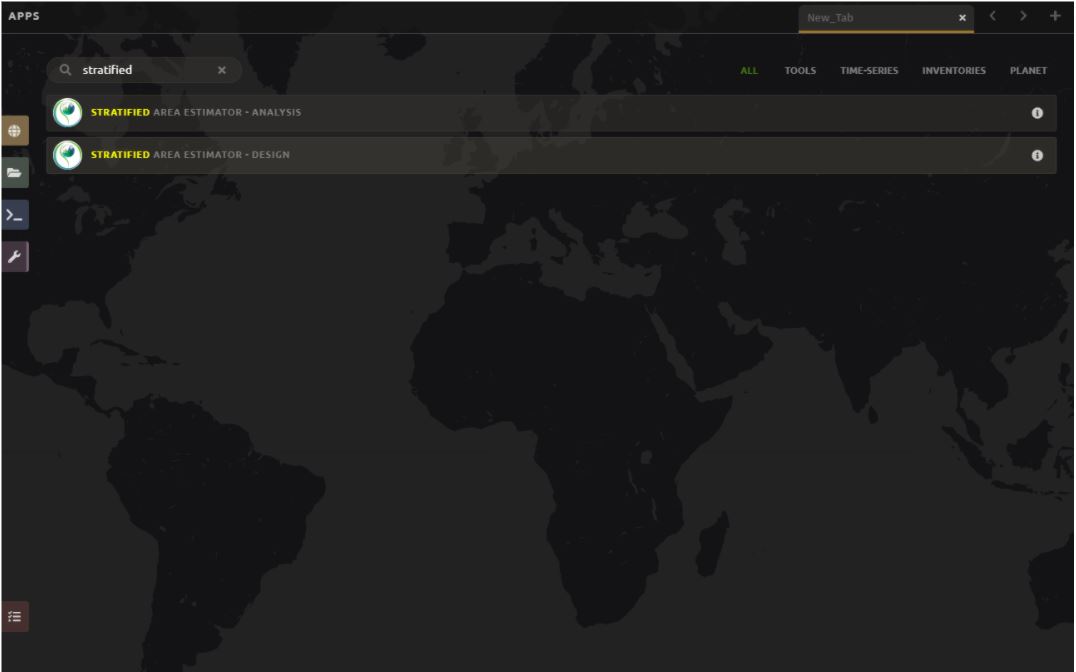 APPS
New_Tab
stratified
ALL TOOLS TIME-SERIES INVENTORIES PLANET
STRATIFIED AREA ESTIMATOR - ANALYSIS
STRATIFIED AREA ESTIMATOR - DESIGN